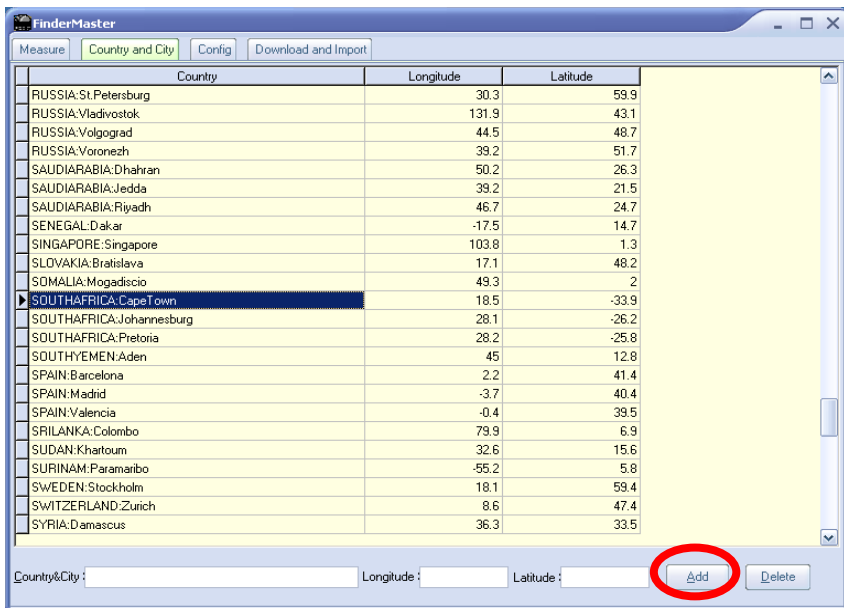 FinderMaster
Measure Country and City Config Download and Import
Country Longitude Latitude
RUSSIA:St.Petersburg 30.3 59.9
RUSSIA:Vladivostok 131.9 43.1
RUSSIA:Volgograd 44.5 48.7
RUSSIA:Voronezh 39.2 51.7
SAUDIARABIA:Dhahran 50.2 26.3
SAUDIARABIA:Jedda 39.2 21.5
SAUDIARABIA:Riyadh 46.7 24.7
SENEGAL:Dakar -17.5 14.7
SINGAPORE:Singapore 103.8 1.3
SLOVAKIA:Bratislava 17.1 48.2
SOMALIA:Mogadiscio 49.3 2
SOUTHAFRICA:CapeTown 18.5 -33.9
SOUTHAFRICA:Johannesburg 28.1 -26.2
SOUTHAFRICA:Pretoria 28.2 -25.8
SOUTHYEMEN:Aden 45 12.8
SPAIN:Barcelona 2.2 41.4
SPAIN:Madrid -3.7 40.4
SPAIN:Valencia -0.4 39.5
SRILANKA:Colombo 79.9 6.9
SUDAN:Khartoum 32.6 15.6
SURINAM:Paramaribo -55.2 5.8
SWEDEN:Stockholm 18.1 59.4
SWITZERLAND:Zurich 8.6 47.4
SYRIA:Damascus 36.3 33.5
Country&City : Longitude : Latitude : Add Delete